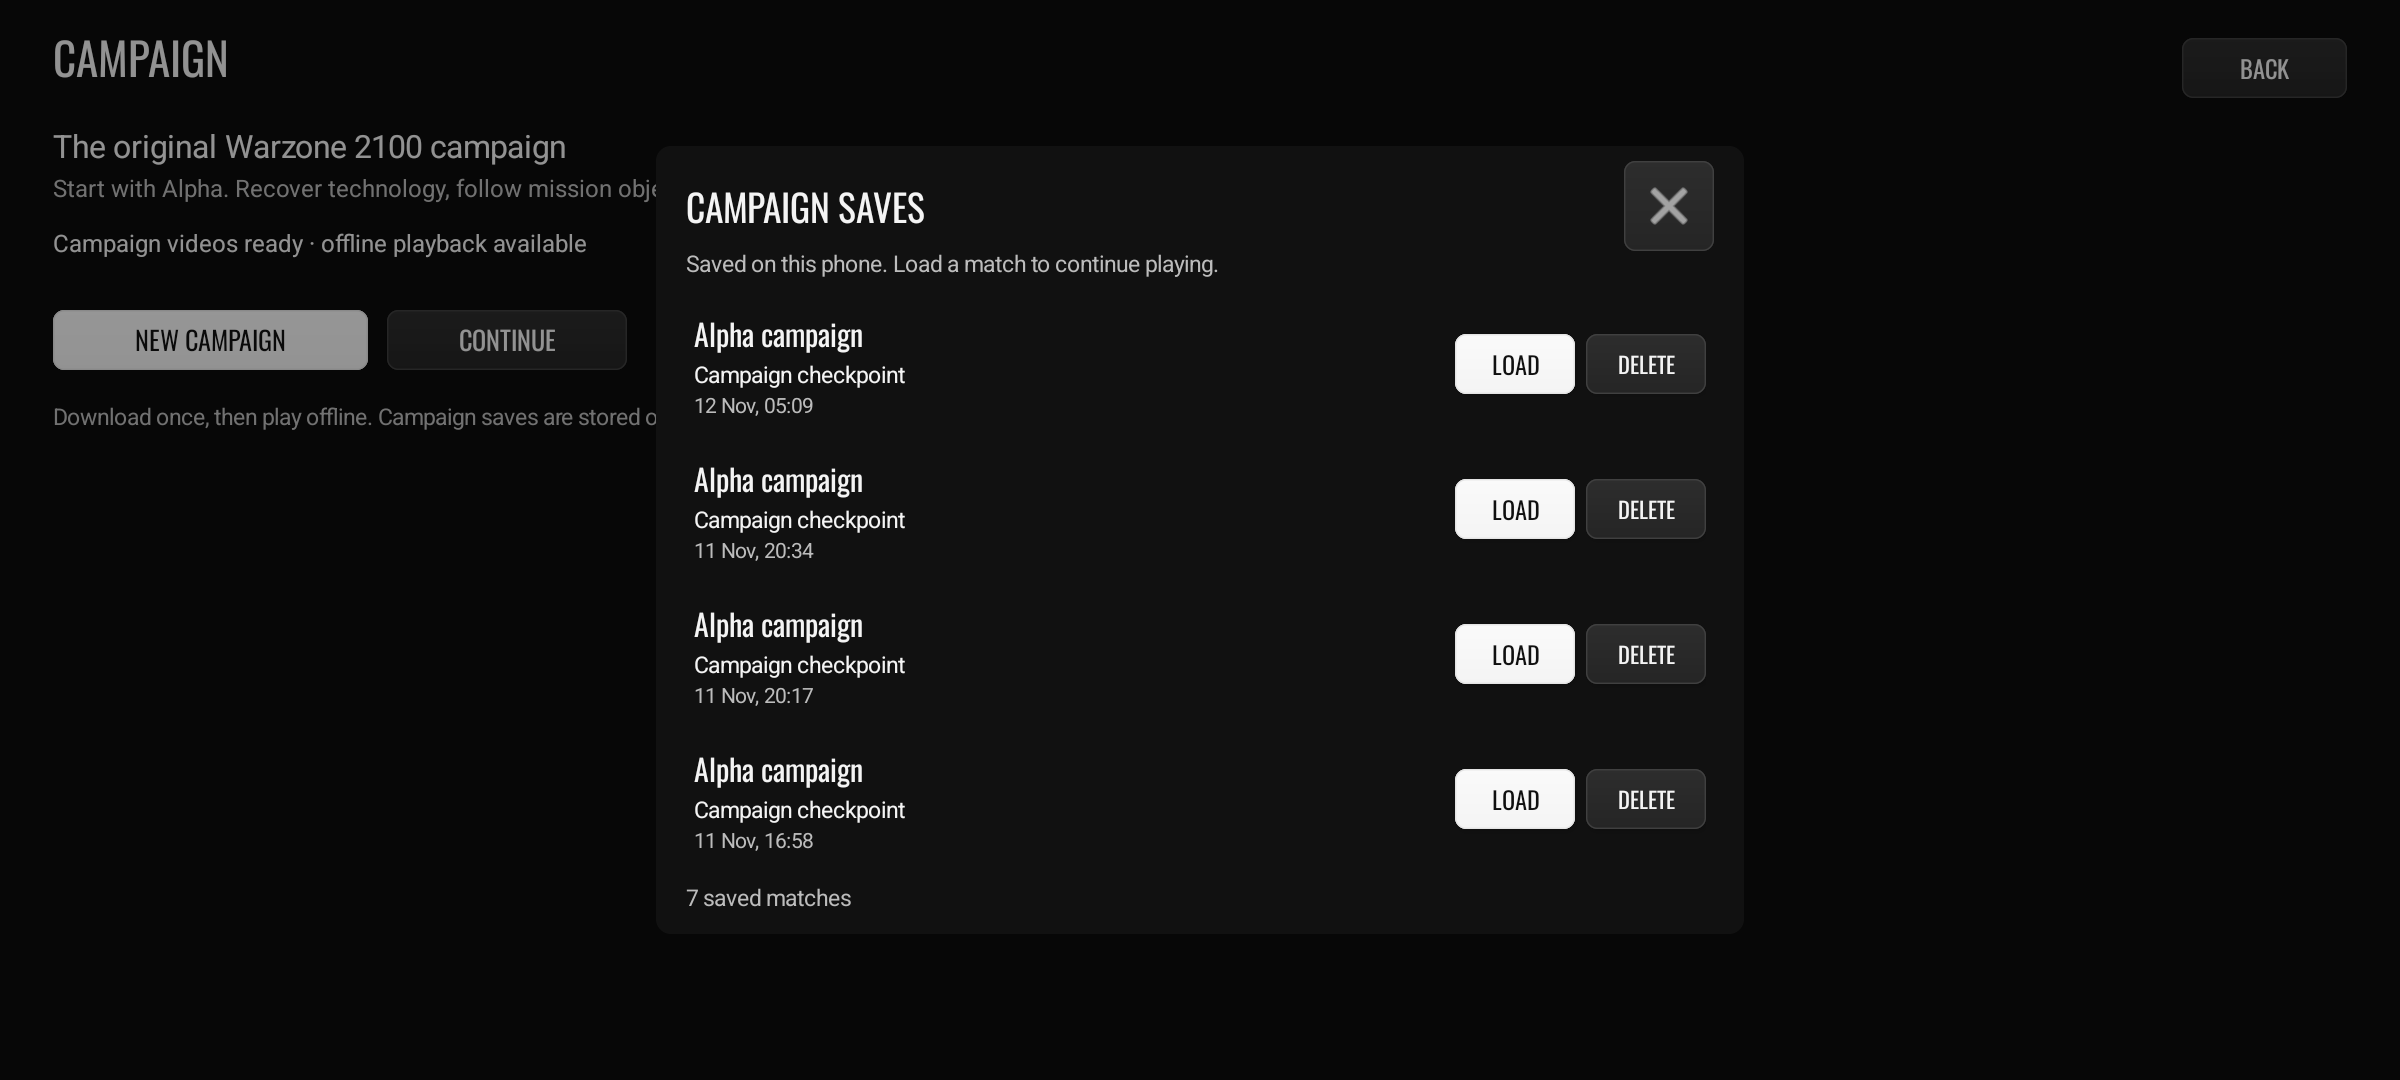 CAMPAIGN
BACK
The original Warzone 2100 campaign
Start with Alpha. Recover technology, follow mission obje
Campaign videos ready · offline playback available
NEW CAMPAIGN
CONTINUE
Download once, then play offline. Campaign saves are stored o
CAMPAIGN SAVES
Saved on this phone. Load a match to continue playing.
Alpha campaign
Campaign checkpoint
12 Nov, 05:09
LOAD
DELETE
Alpha campaign
Campaign checkpoint
11 Nov, 20:34
LOAD
DELETE
Alpha campaign
Campaign checkpoint
11 Nov, 20:17
LOAD
DELETE
Alpha campaign
Campaign checkpoint
11 Nov, 16:58
LOAD
DELETE
7 saved matches